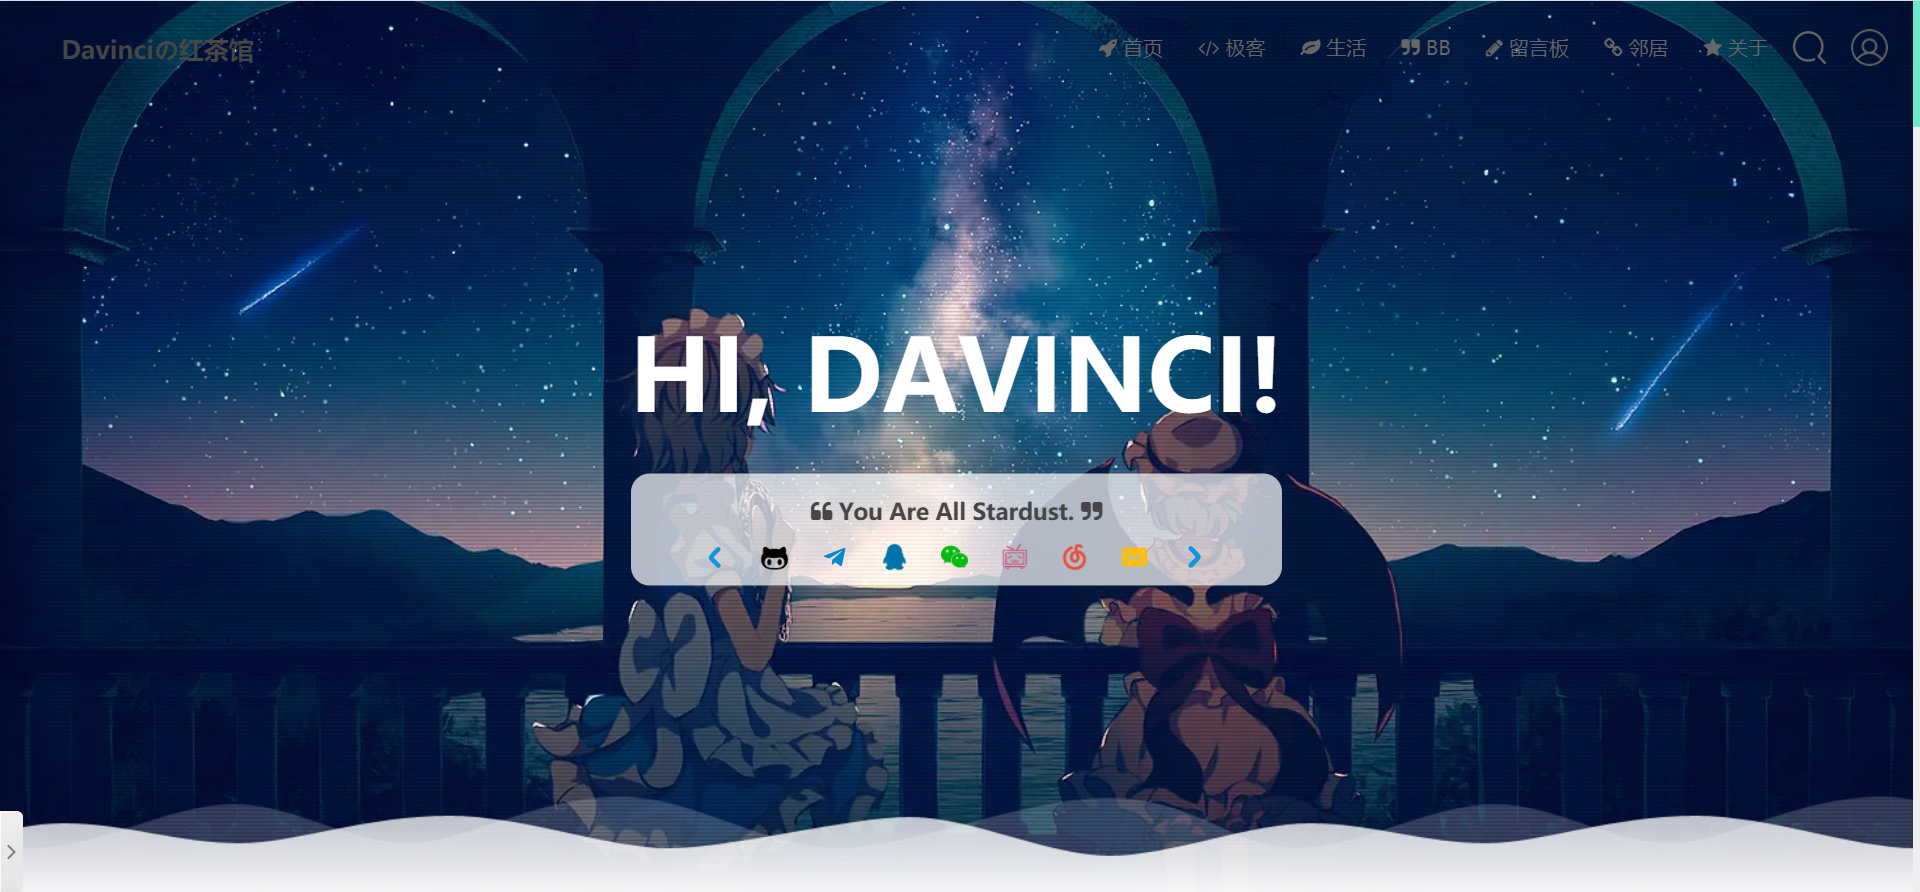 Davinciの红茶馆
首页
极客
生活
BB
留言板
邻居
关于
HI, DAVINCI!
You Are All Stardust.